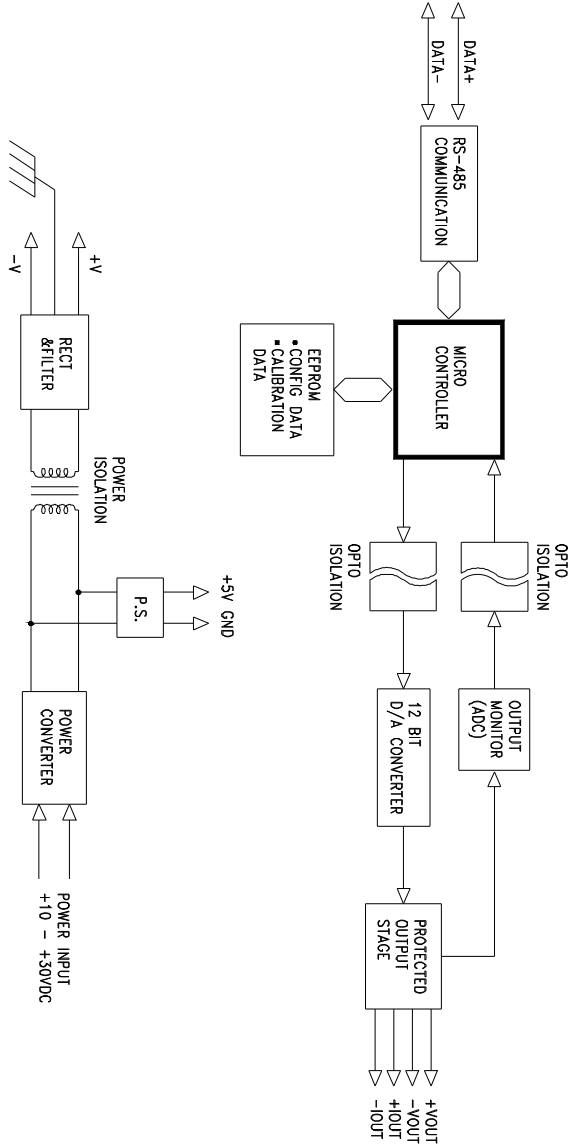 DATA+
DATA-
RS-485
COMMUNICATION
MICRO
CONTROLLER
EEPROM
• CONFIG DATA
▪ CALIBRATION
DATA
OPTO
ISOLATION
OPTO
ISOLATION
OUTPUT
MONITOR
(ADC)
12 BIT
D/A CONVERTER
PROTECTED
OUTPUT
STAGE
+VOUT
-VOUT
+IOUT
-IOUT
+V
-V
RECT
&FILTER
POWER
ISOLATION
+5V GND
P.S.
POWER
CONVERTER
POWER INPUT
+10 - +30VDC